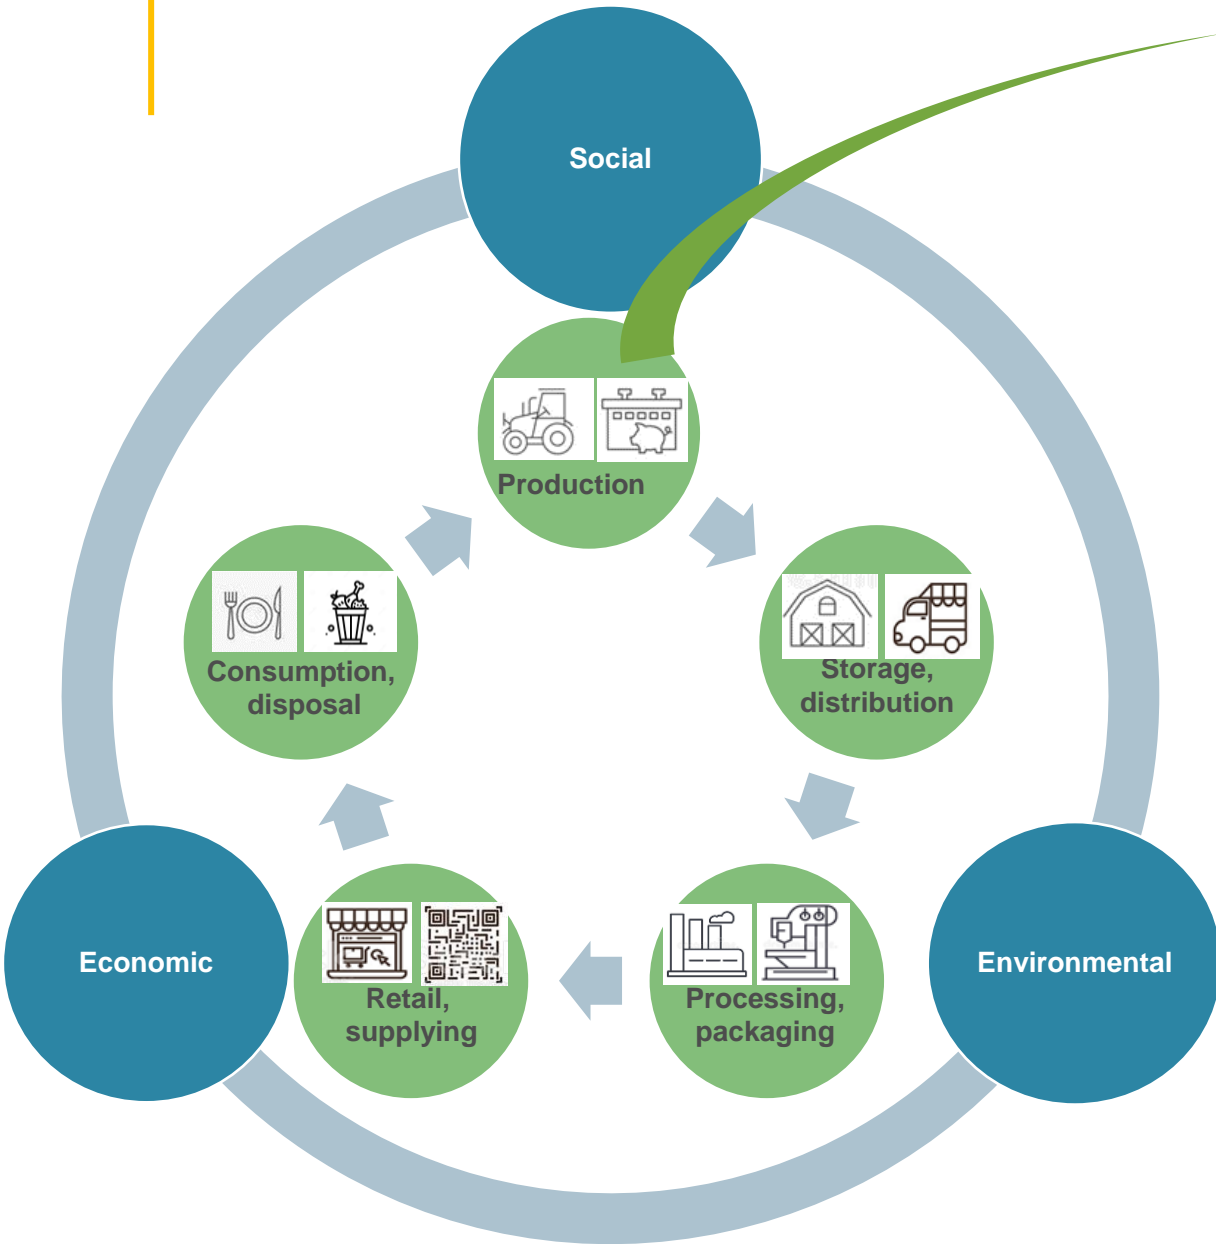 Social
Production
Consumption,
disposal
Storage,
distribution
Economic
Retail,
supplying
Processing,
packaging
Environmental